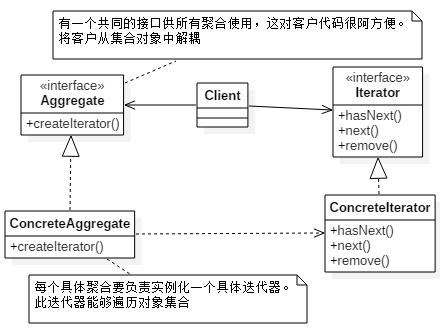 有一个共同的接口供所有聚合使用，这对客户代码很阿方便。
将客户从集合对象中解耦
«interface»
Aggregate
+createIterator()
Client
«interface»
Iterator
+hasNext()
+next()
+remove()
ConcreteAggregate
+createIterator()
ConcreteIterator
+hasNext()
+next()
+remove()
每个具体聚合要负责实例化一个具体迭代器。
此迭代器能够遍历对象集合